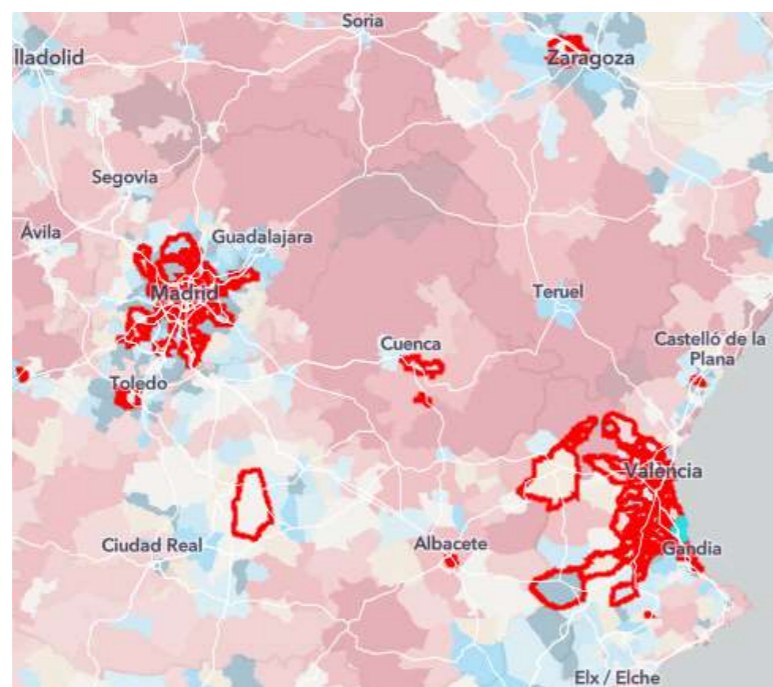 Soria
lladolid
Zaragoza
Segovia
Ávila
Guadalajara
Madrid
Teruel
Cuenca
Castelló de la
Plana
Toledo
València
Ciudad Real
Albacete
Gandia
Elx / Elche